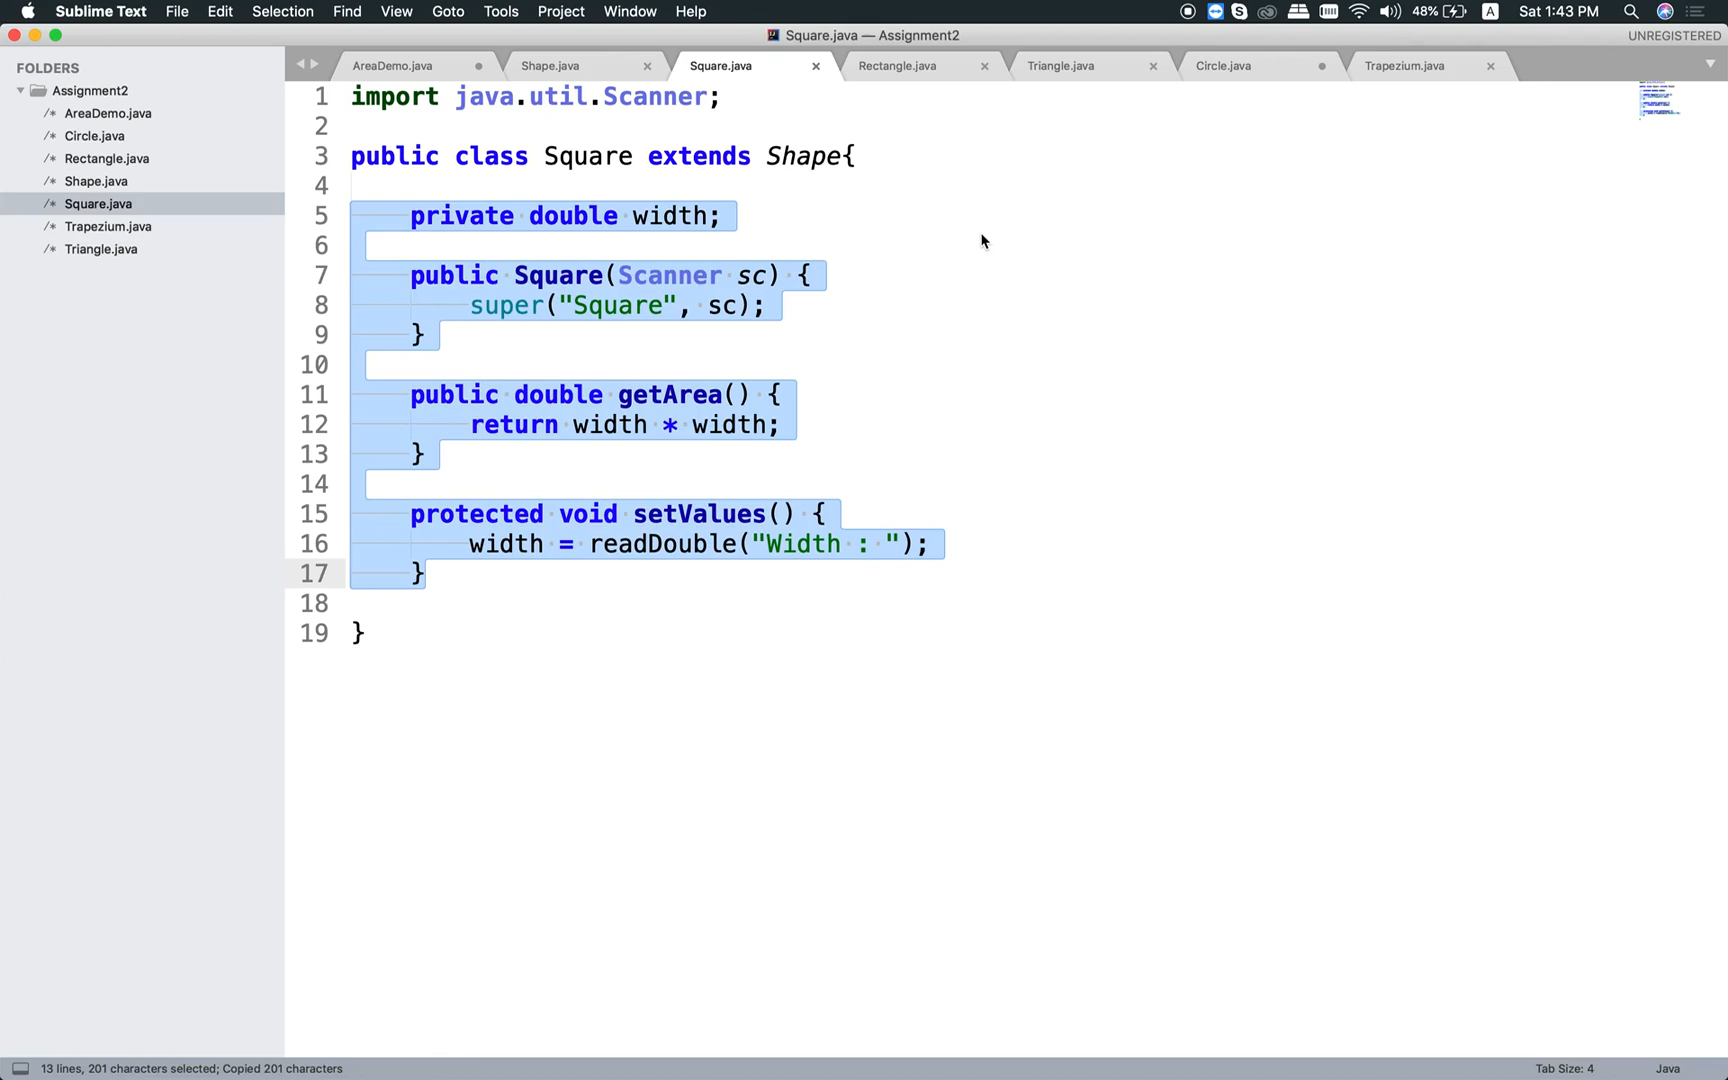 Sublime Text File Edit Selection Find View Goto Tools Project Window Help 48% A Sat 1:43 PM
Square.java — Assignment2 UNREGISTERED
FOLDERS
Assignment2
/* AreaDemo.java
/* Circle.java
/* Rectangle.java
/* Shape.java
/* Square.java
/* Trapezium.java
/* Triangle.java
AreaDemo.java Shape.java Square.java Rectangle.java Triangle.java Circle.java Trapezium.java
1 import java.util.Scanner;
2
3 public class Square extends Shape{
4
5 private double width;
6
7 public Square(Scanner sc) {
8 super("Square", sc);
9 }
10
11 public double getArea() {
12 return width * width;
13 }
14
15 protected void setValues() {
16 width = readDouble("Width : ");
17 }
18
19 }
13 lines, 201 characters selected; Copied 201 characters Tab Size: 4 Java